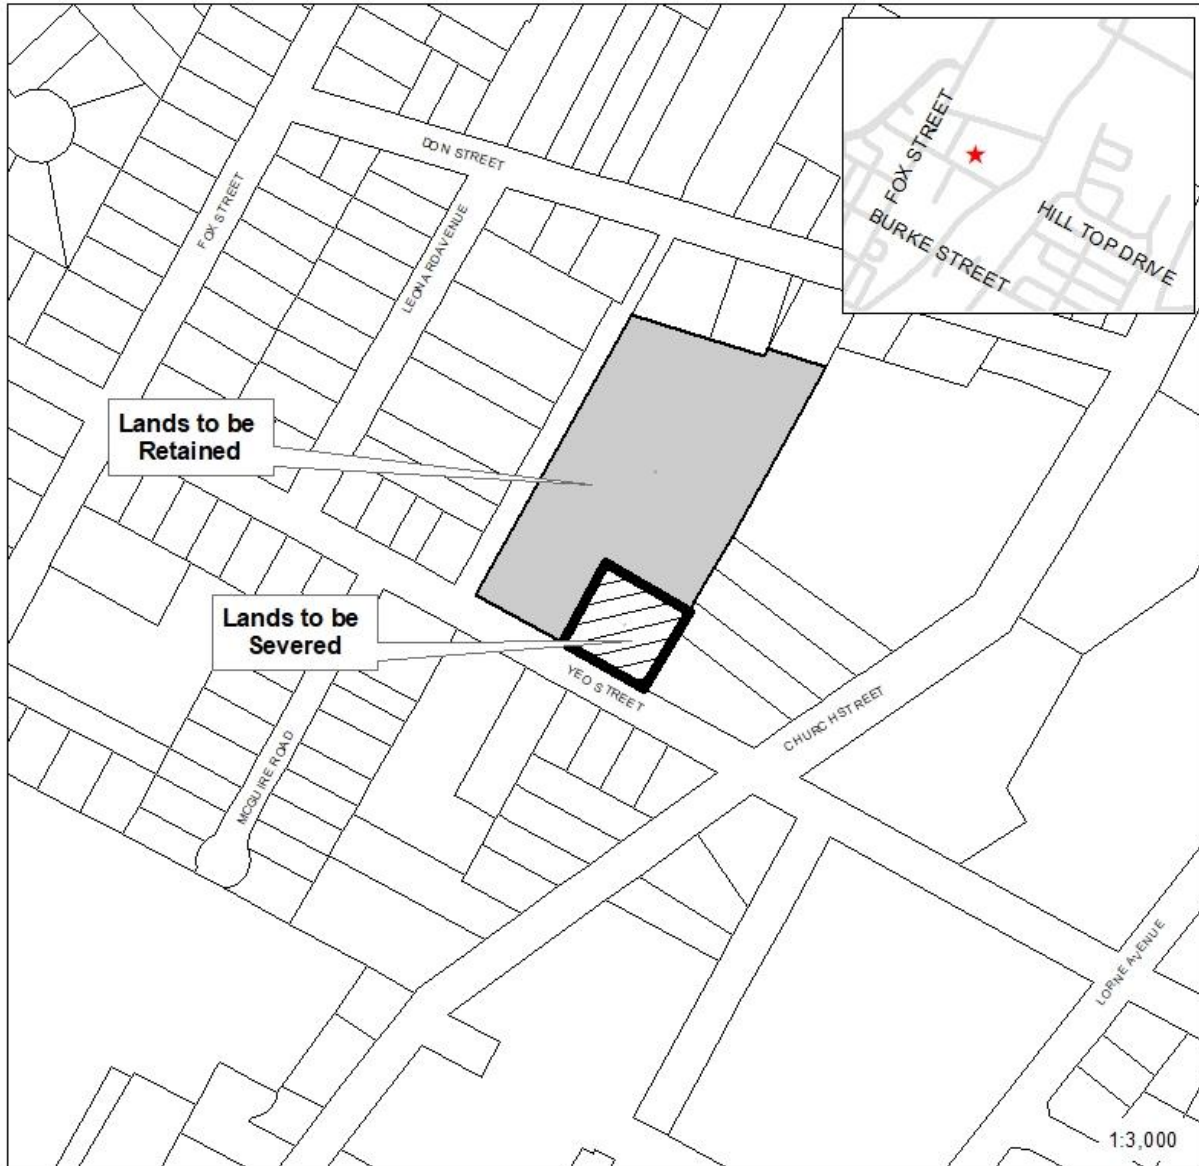 FOX STREET
BURKE STREET
HILL TOP DRIVE
DON STREET
FOX STREET
LEONARD AVENUE
Lands to be
Retained
Lands to be
Severed
YEO STREET
CHURCH STREET
MCGUIRE ROAD
LORNE AVENUE
1:3,000